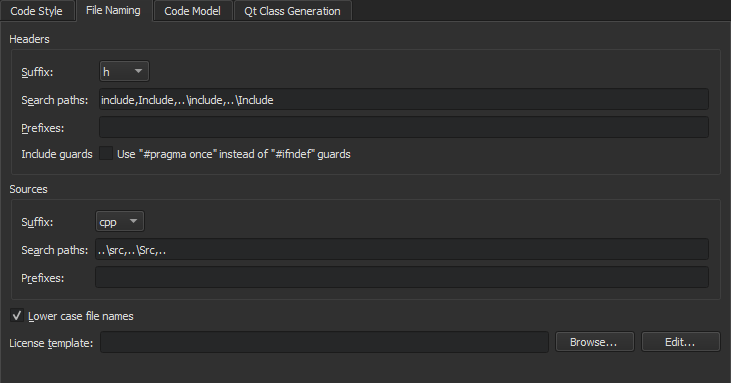 Code Style File Naming Code Model Qt Class Generation
Headers
Suffix: h
Search paths: include,Include,..\include,..\Include
Prefixes:
Include guards Use "#pragma once" instead of "#ifndef" guards
Sources
Suffix: cpp
Search paths: ..\src,..\Src,..
Prefixes:
Lower case file names
License template: Browse... Edit...